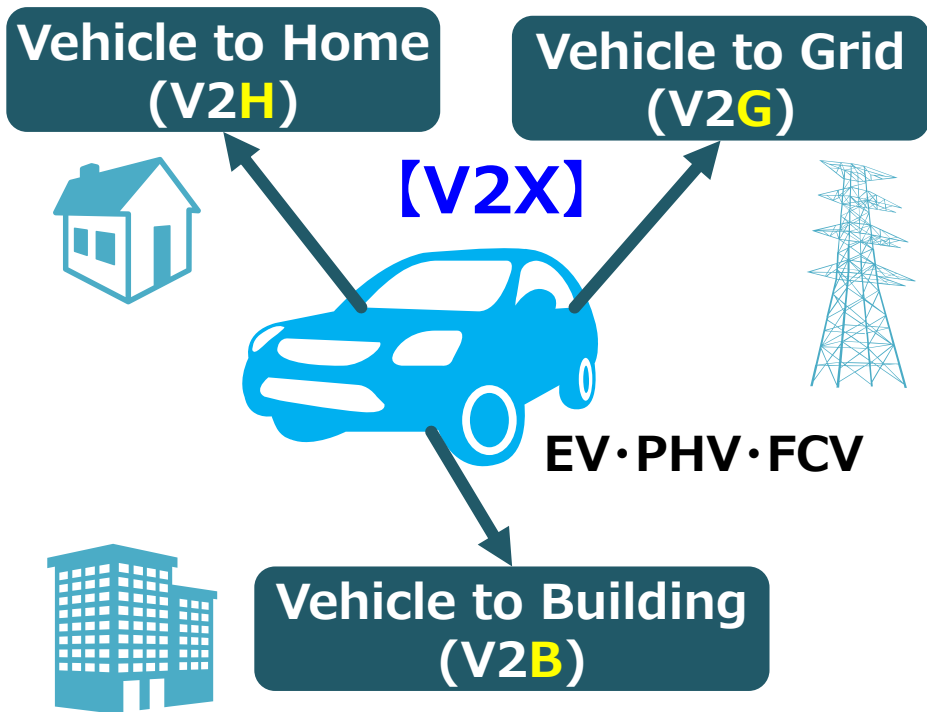 Vehicle to Home
(V2H)
Vehicle to Grid
(V2G)
【V2X】
EV・PHV・FCV
Vehicle to Building
(V2B)